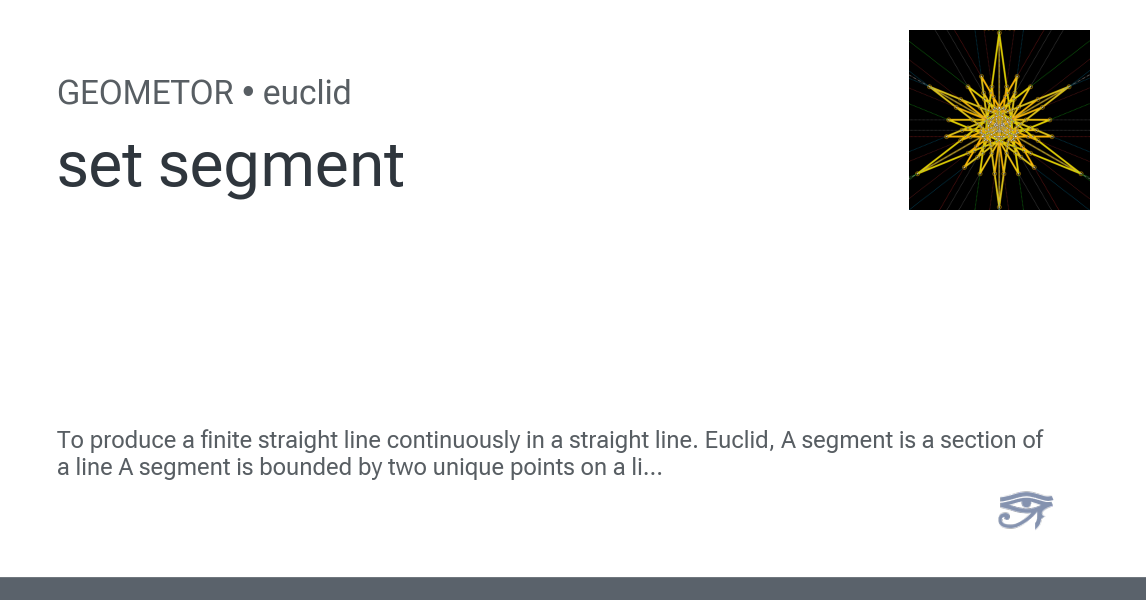 GEOMETOR • euclid
set segment
To produce a finite straight line continuously in a straight line. Euclid, A segment is a section of
a line A segment is bounded by two unique points on a li...